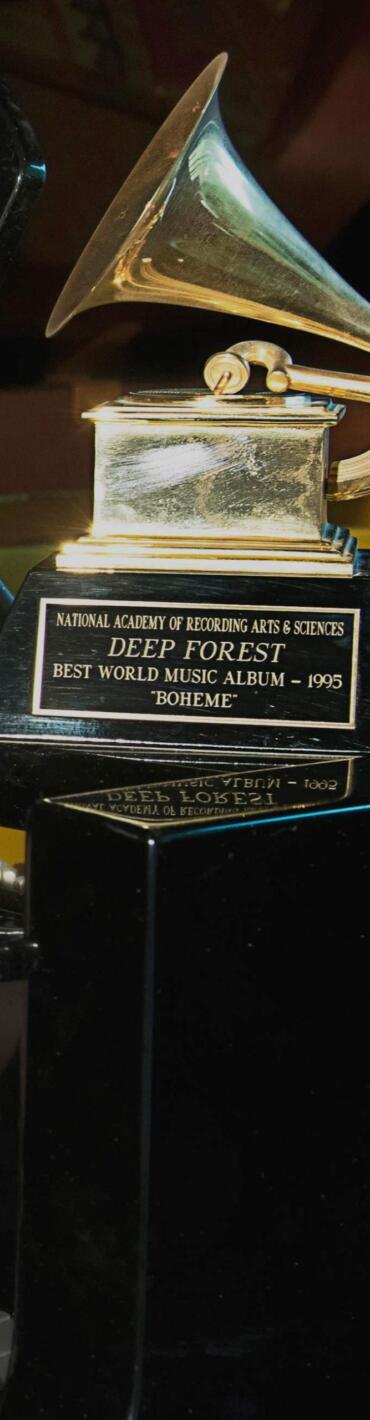 NATIONAL ACADEMY OF RECORDING ARTS & SCIENCES
DEEP FOREST
BEST WORLD MUSIC ALBUM – 1995
"BOHEME"